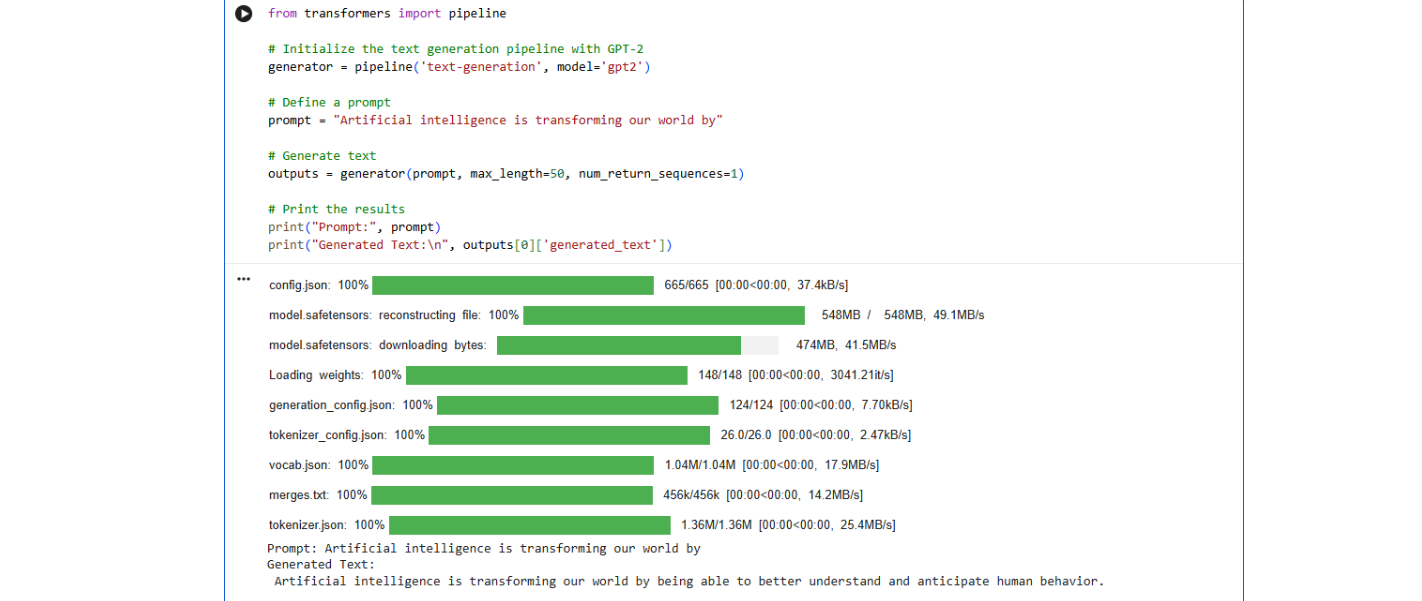 from transformers import pipeline
# Initialize the text generation pipeline with GPT-2
generator = pipeline('text-generation', model='gpt2')
# Define a prompt
prompt = "Artificial intelligence is transforming our world by"
# Generate text
outputs = generator(prompt, max_length=50, num_return_sequences=1)
# Print the results
print("Prompt:", prompt)
print("Generated Text:\n", outputs[0]['generated_text'])
config.json: 100% 665/665 [00:00<00:00, 37.4kB/s]
model.safetensors: reconstructing file: 100% 548MB / 548MB, 49.1MB/s
model.safetensors: downloading bytes: 474MB, 41.5MB/s
Loading weights: 100% 148/148 [00:00<00:00, 3041.21it/s]
generation_config.json: 100% 124/124 [00:00<00:00, 7.70kB/s]
tokenizer_config.json: 100% 26.0/26.0 [00:00<00:00, 2.47kB/s]
vocab.json: 100% 1.04M/1.04M [00:00<00:00, 17.9MB/s]
merges.txt: 100% 456k/456k [00:00<00:00, 14.2MB/s]
tokenizer.json: 100% 1.36M/1.36M [00:00<00:00, 25.4MB/s]
Prompt: Artificial intelligence is transforming our world by
Generated Text:
Artificial intelligence is transforming our world by being able to better understand and anticipate human behavior.